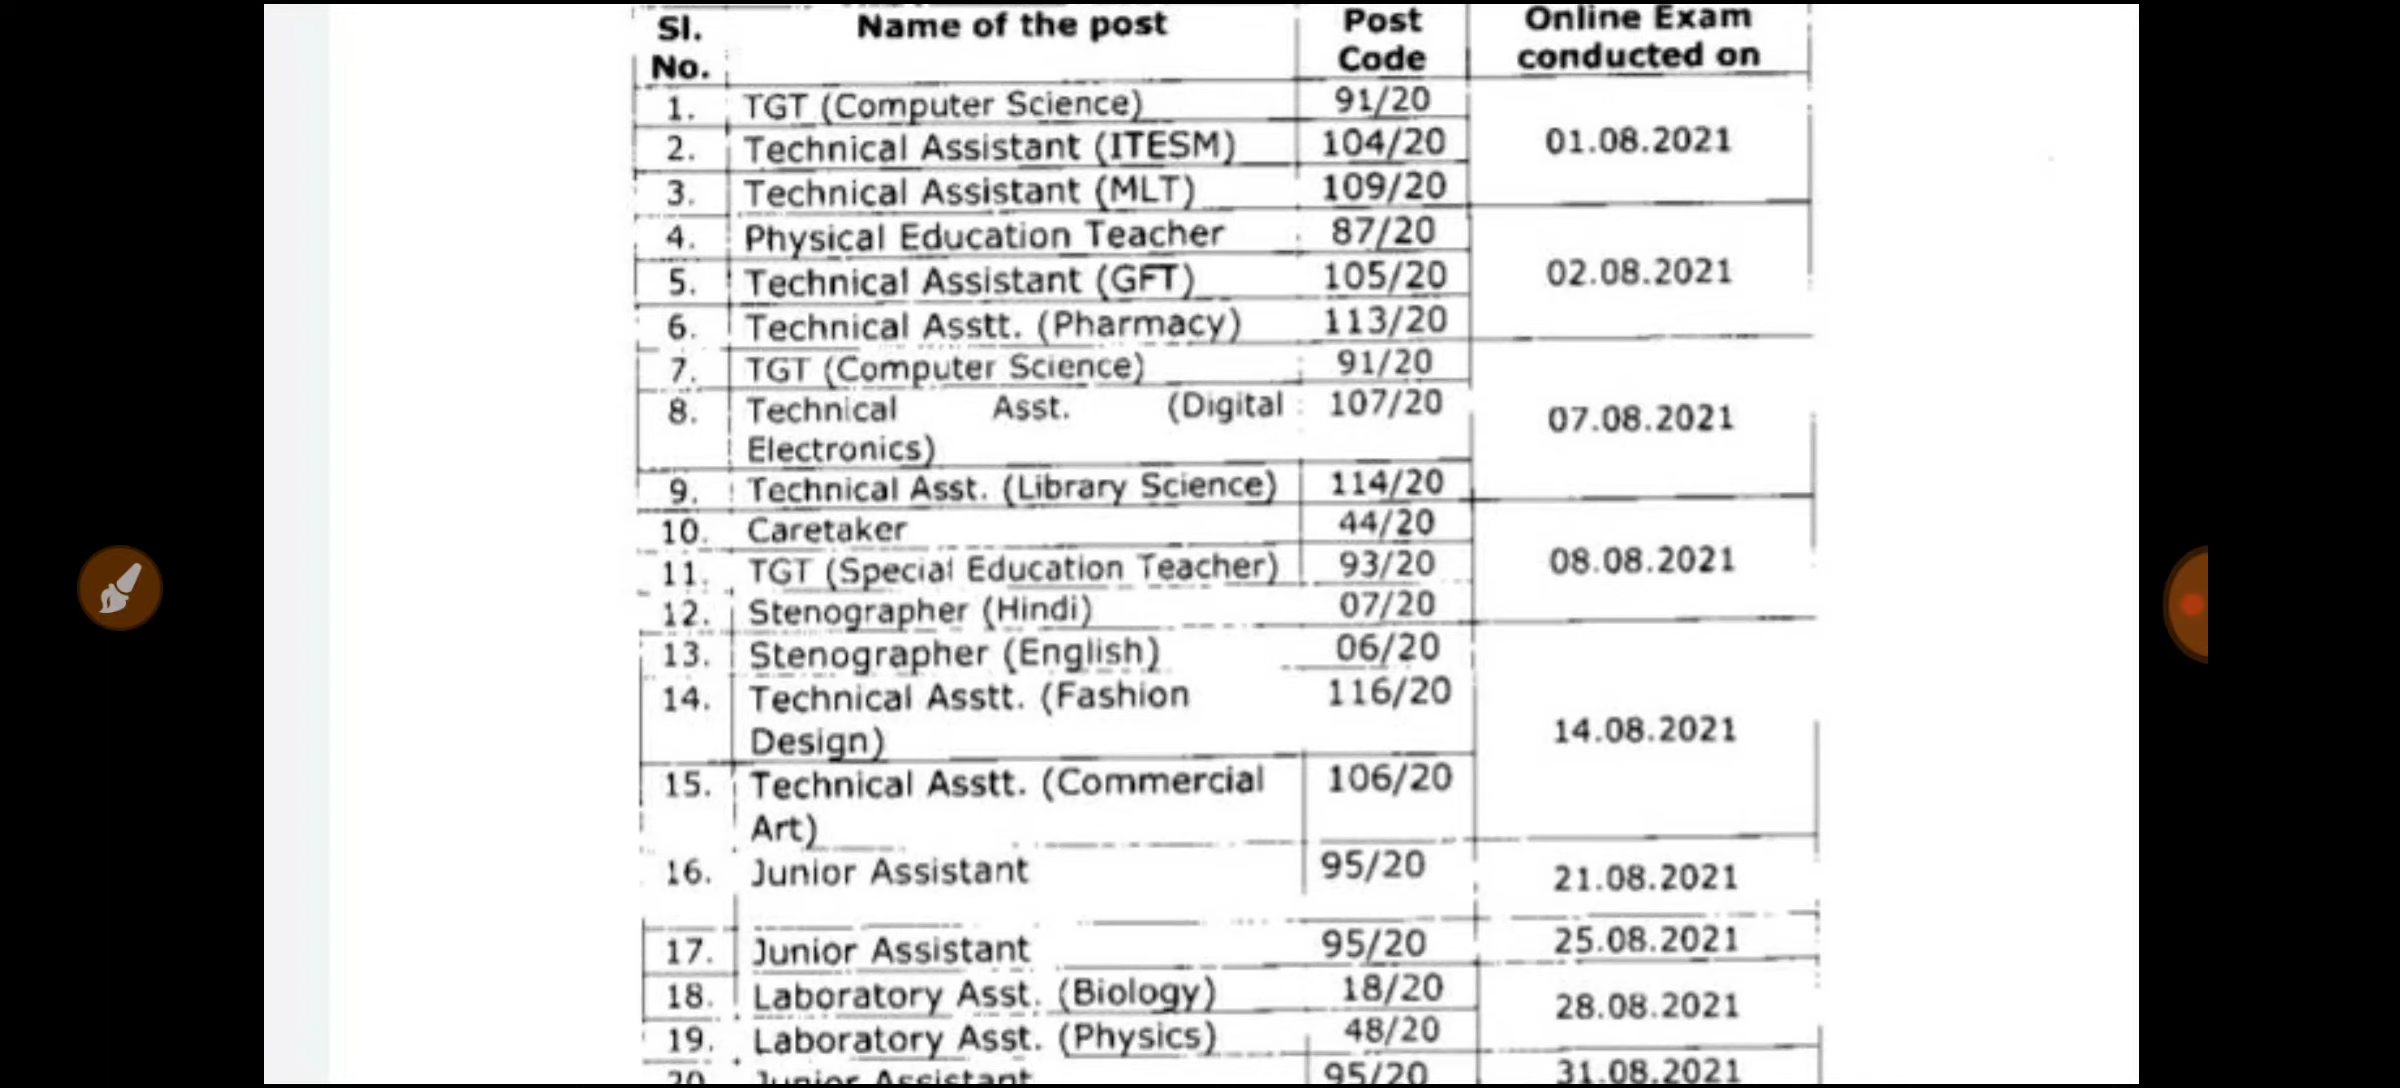 Sl. No. Name of the post Post Code Online Exam conducted on
1. TGT (Computer Science) 91/20
2. Technical Assistant (ITESM) 104/20 01.08.2021
3. Technical Assistant (MLT) 109/20
4. Physical Education Teacher 87/20
5. Technical Assistant (GFT) 105/20 02.08.2021
6. Technical Asstt. (Pharmacy) 113/20
7. TGT (Computer Science) 91/20
8. Technical Asst. (Digital 107/20 07.08.2021
Electronics)
9. Technical Asst. (Library Science) 114/20
10. Caretaker 44/20
11. TGT (Special Education Teacher) 93/20 08.08.2021
12. Stenographer (Hindi) 07/20
13. Stenographer (English) 06/20
14. Technical Asstt. (Fashion 116/20
Design) 14.08.2021
15. Technical Asstt. (Commercial 106/20
Art)
16. Junior Assistant 95/20 21.08.2021
17. Junior Assistant 95/20 25.08.2021
18. Laboratory Asst. (Biology) 18/20 28.08.2021
19. Laboratory Asst. (Physics) 48/20
20 Junior Assistant 95/20 31.08.2021